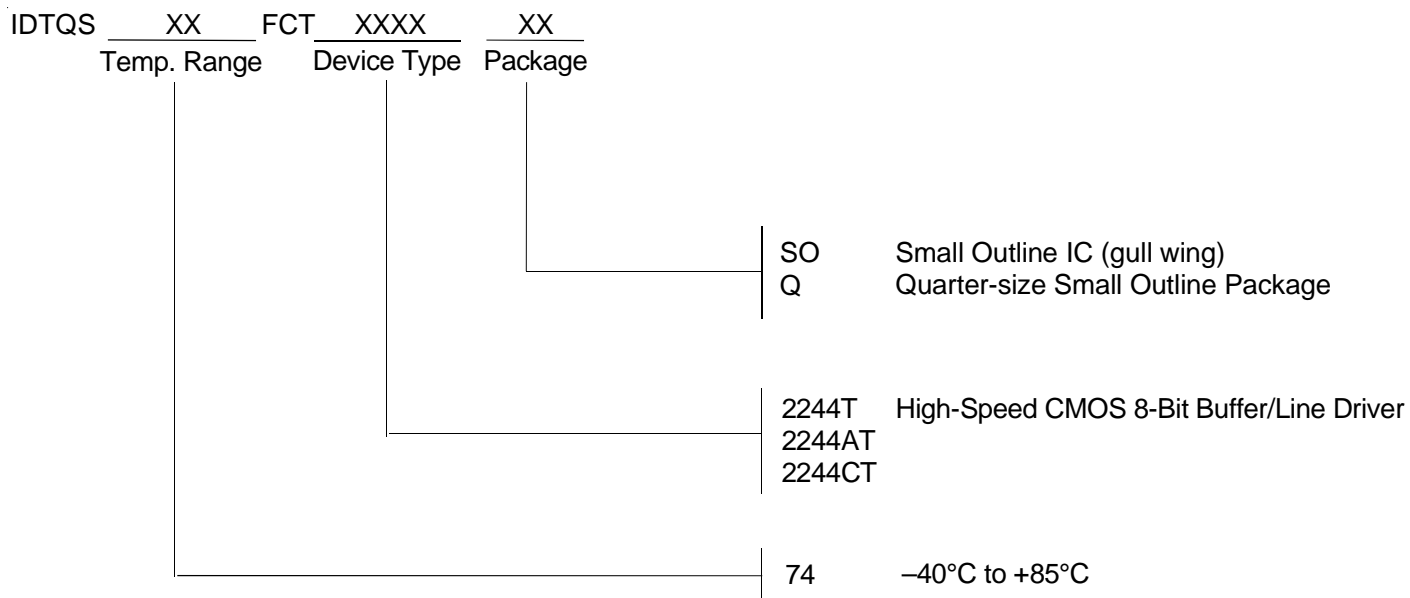 IDTQS XX FCT XXXX XX
Temp. Range Device Type Package
SO Small Outline IC (gull wing)
Q Quarter-size Small Outline Package
2244T High-Speed CMOS 8-Bit Buffer/Line Driver
2244AT
2244CT
74 –40°C to +85°C